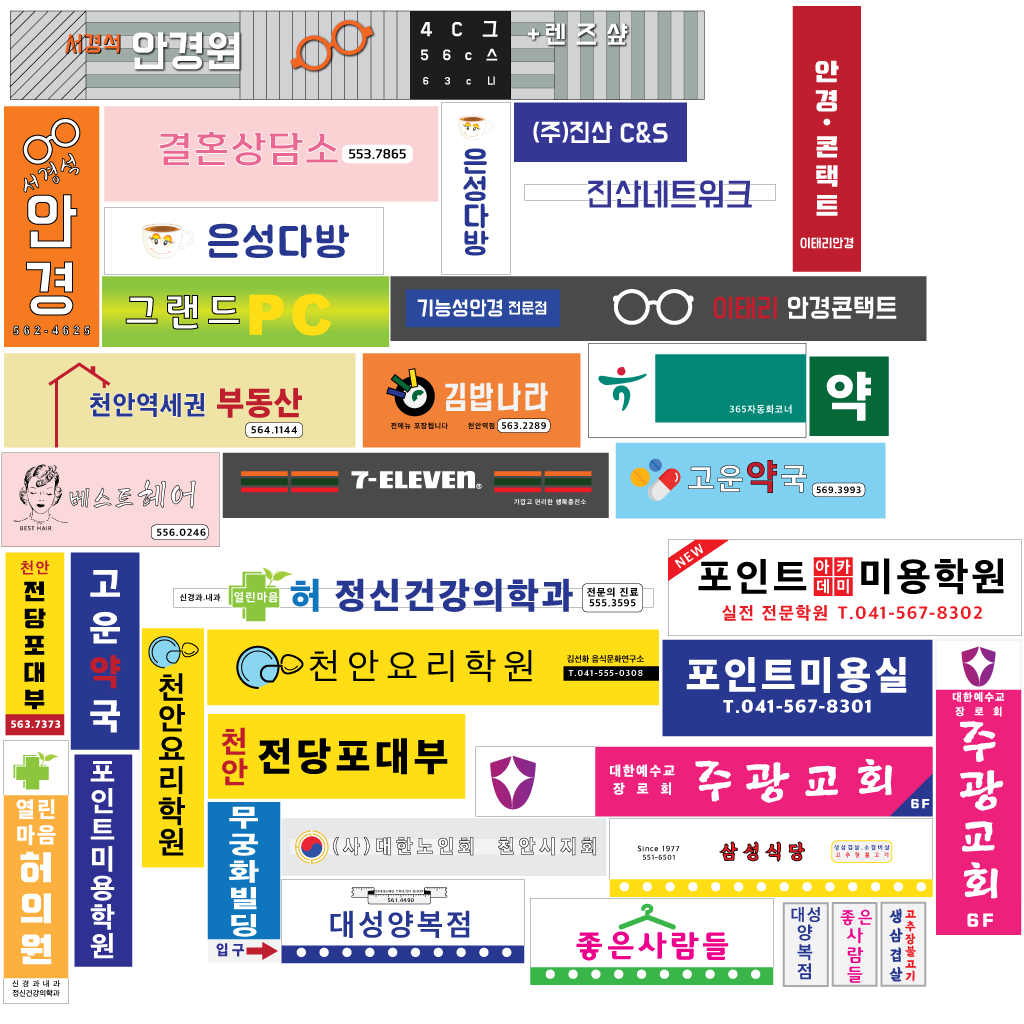 서경석 안경원
4 C 그
5 6 c 스
6 3 c 니
+렌즈샾
안경·콘택트
이태리안경
서경석
안경
562-4625
결혼상담소 553.7865
은성다방
(주)진산 C&S
진산네트워크
은성다방
그랜드PC
기능성안경 전문점
이태리 안경콘택트
천안역세권 부동산
564.1144
김밥나라
전메뉴 포장됩니다 천안역점 563.2289
365자동화코너
약
베스트헤어
BEST HAIR
556.0246
7-ELEVEN®
가깝고 편리한 행복충전소
고운약국 569.3993
천안
전당포대부
563.7373
고운약국
신경과.내과
열린마음
허 정신건강의학과
전문의 진료
555.3595
NEW
포인트 아카데미 미용학원
실전 전문학원 T.041-567-8302
천안요리학원
천안요리학원
김선화 음식문화연구소
T.041-555-0308
포인트미용실
T.041-567-8301
대한예수교
장로회
주광교회
6F
천안
전당포대부
대한예수교
장로회
주광교회
6F
열린
마음
허의원
신경과내과
정신건강의학과
포인트미용학원
무궁화빌딩
입구
(사)대한노인회 천안시지회
Since 1977
551-6501
삼성식당
생삼겹살.소갈비살
고추장불고기
561.4490
대성양복점
좋은사람들
대성
양복점
좋은
사람들
생삼겹살
고추장불고기